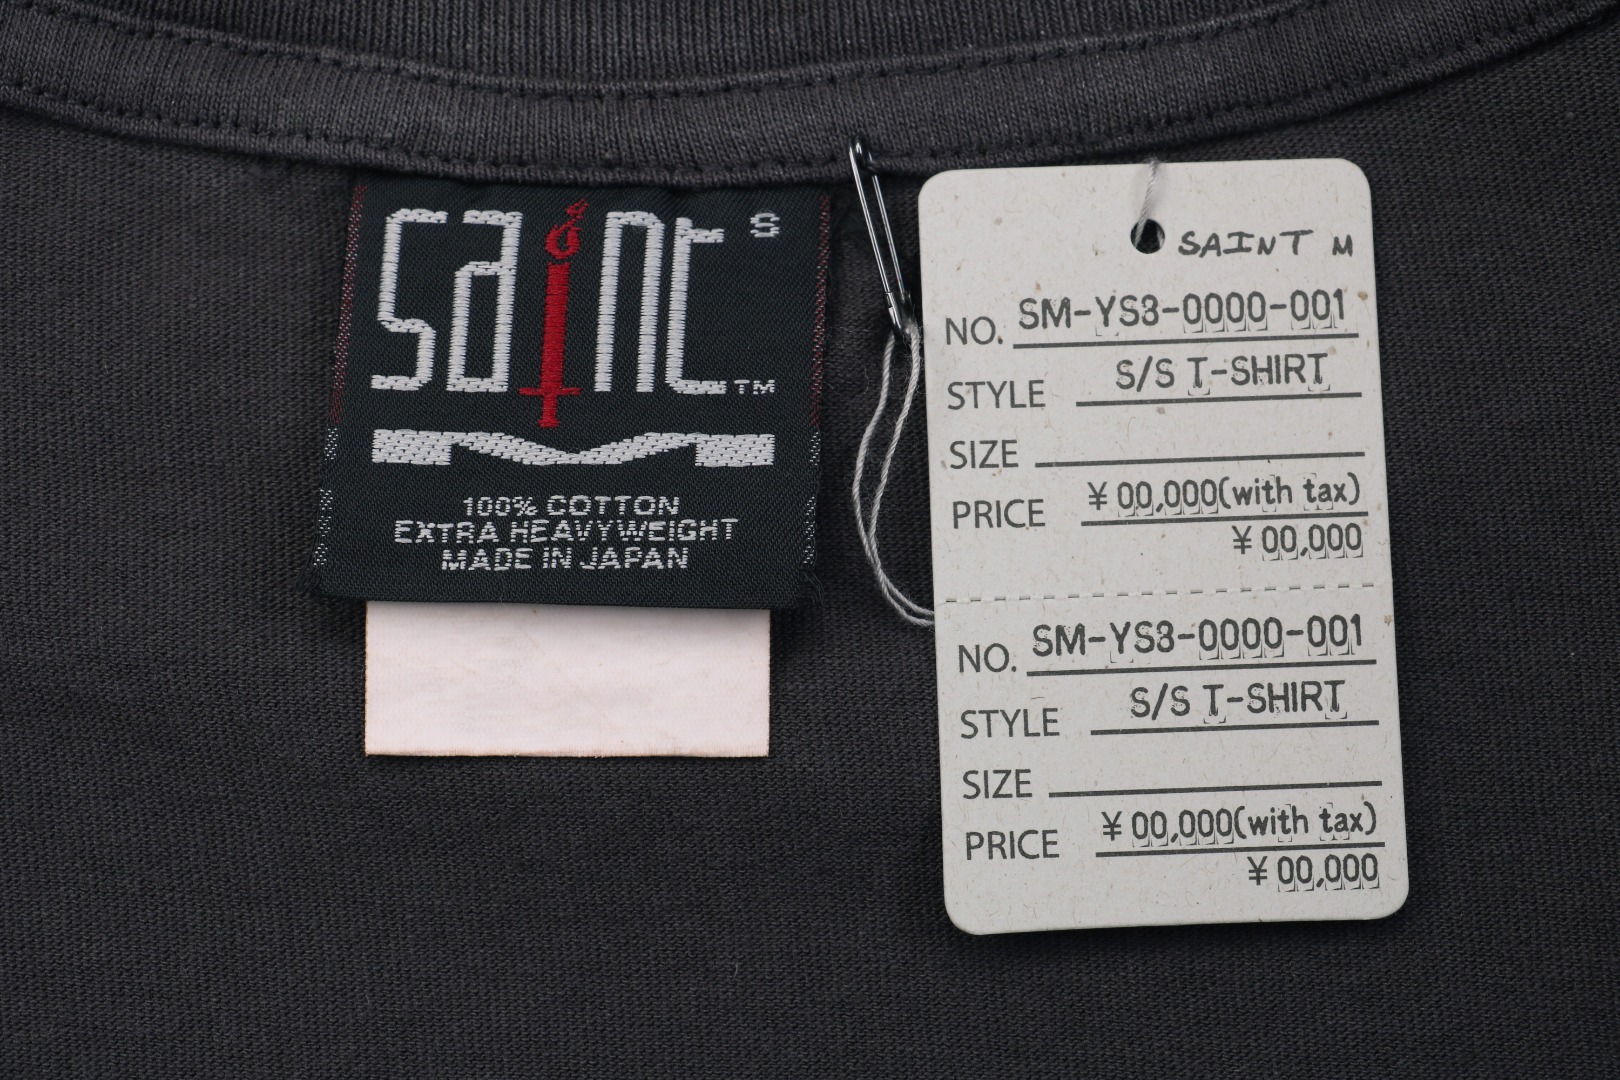 saint S
TM
100% COTTON
EXTRA HEAVYWEIGHT
MADE IN JAPAN
SAINT M
NO. SM-YS3-0000-001
STYLE S/S T-SHIRT
SIZE
PRICE ¥00,000(with tax)
¥00,000
NO. SM-YS3-0000-001
STYLE S/S T-SHIRT
SIZE
PRICE ¥00,000(with tax)
¥00,000